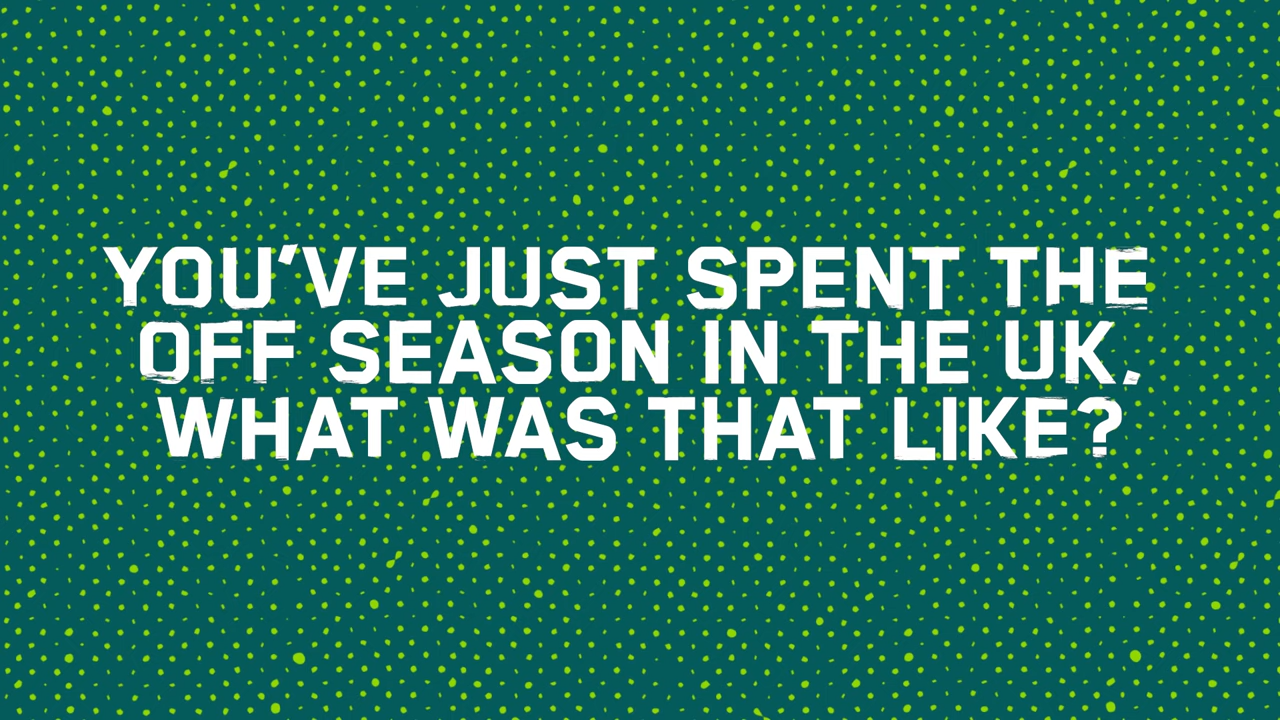 YOU'VE JUST SPENT THE
OFF SEASON IN THE UK.
WHAT WAS THAT LIKE?